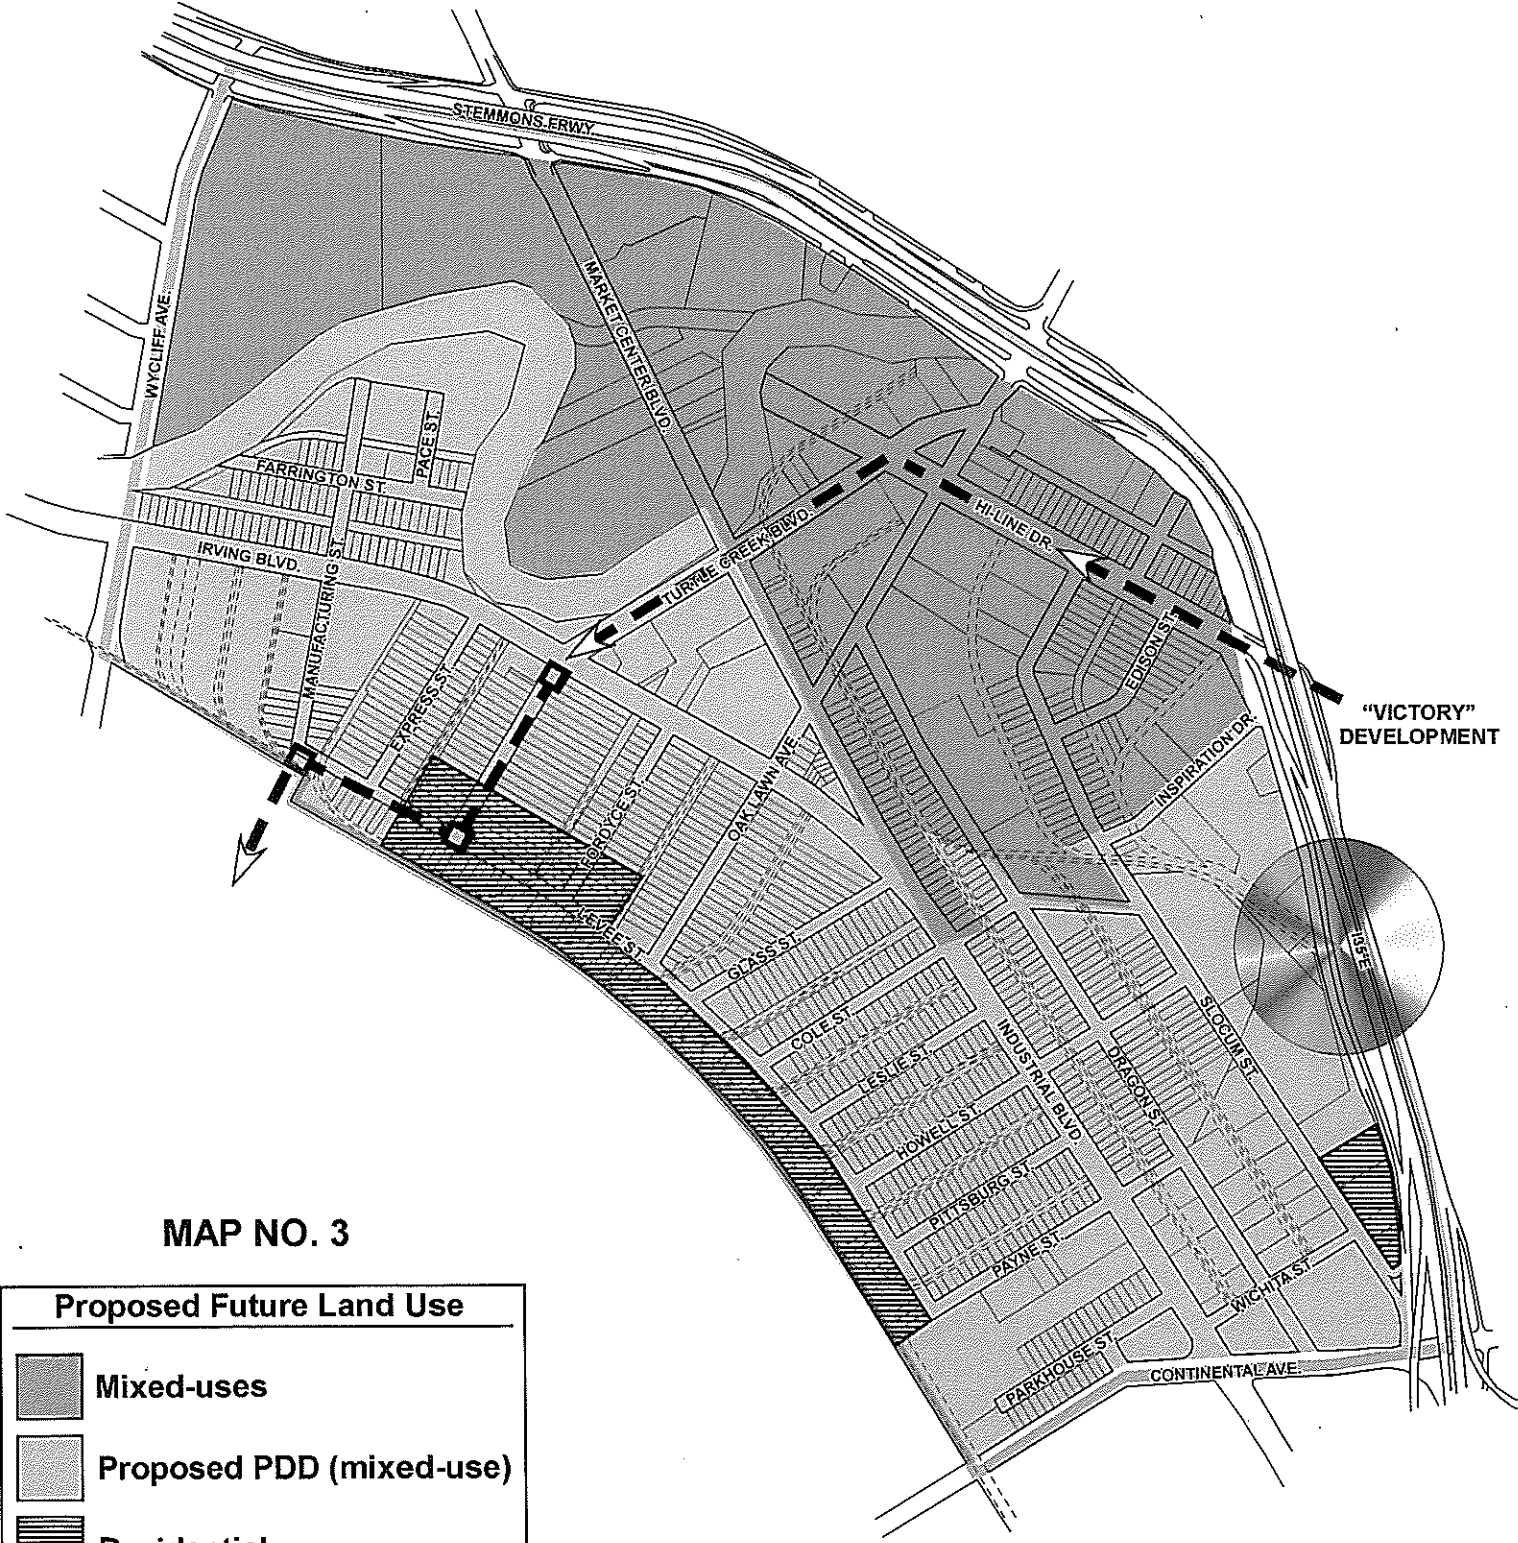 STEMMONS FRWY.
WYCLIFF AVE.
MARKET CENTER BLVD.
PACE ST.
FARRINGTON ST.
IRVING BLVD.
MANUFACTURING ST.
TURTLE CREEK BLVD.
HI-LINE DR.
EDISON ST.
EXPRESS ST.
"VICTORY"
DEVELOPMENT
INSPIRATION DR.
FORDYCE ST.
OAK LAWN AVE.
LEVEE ST.
GLASS ST.
I35°E
COLE ST.
SLOCUM ST.
LESLIE ST.
INDUSTRIAL BLVD.
DRAGON ST.
HOWELL ST.
PITTSBURG ST.
PAYNE ST.
WICHITA ST
PARKHOUSE ST.
CONTINENTAL AVE.
MAP NO. 3
Proposed Future Land Use
Mixed-uses
Proposed PDD (mixed-use)
Residential